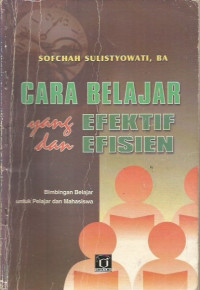 SOFCHAH SULISTYOWATI, BA
CARA BELAJAR
yang EFEKTIF
dan EFISIEN
Bimbingan Belajar
untuk Pelajar dan Mahasiswa